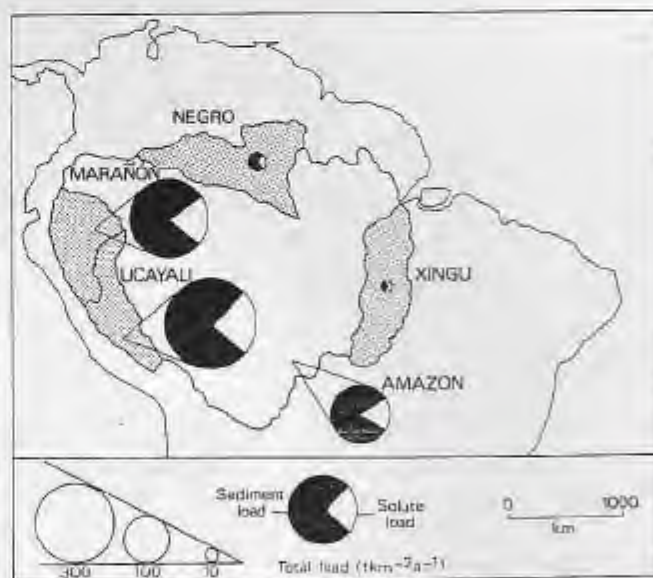 NEGRO
MARAÑON
UCAYALI
XINGU
AMAZON
Sediment load
Solute load
0 1000
km
300 100 10
Total load (t km⁻² a⁻¹)